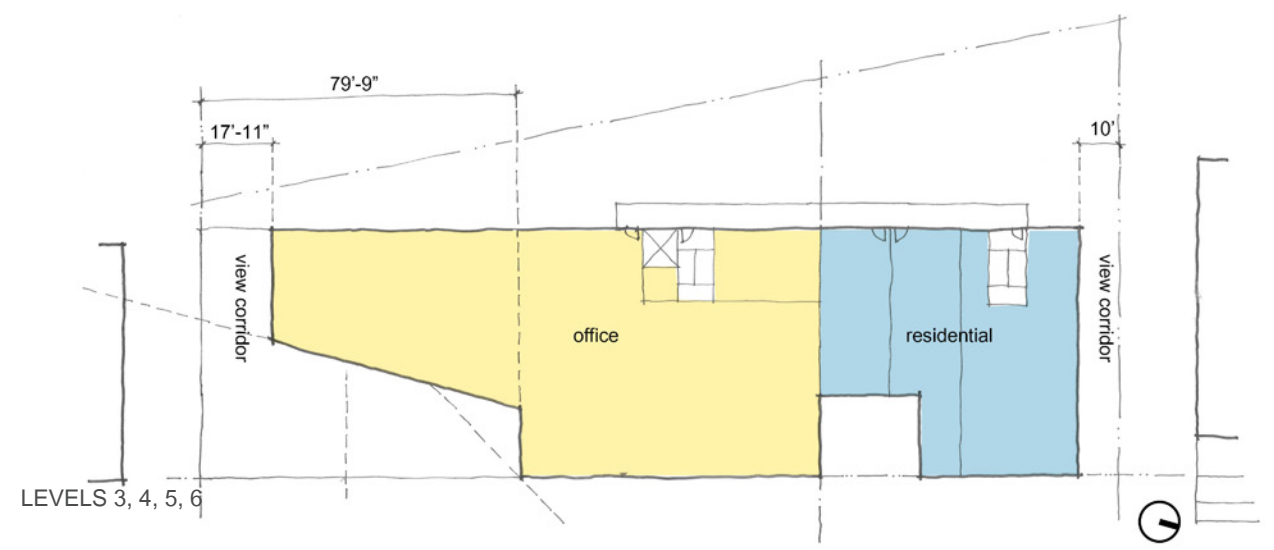 79'-9"
17'-11"
10'
view corridor
view corridor
office
residential
LEVELS 3, 4, 5, 6